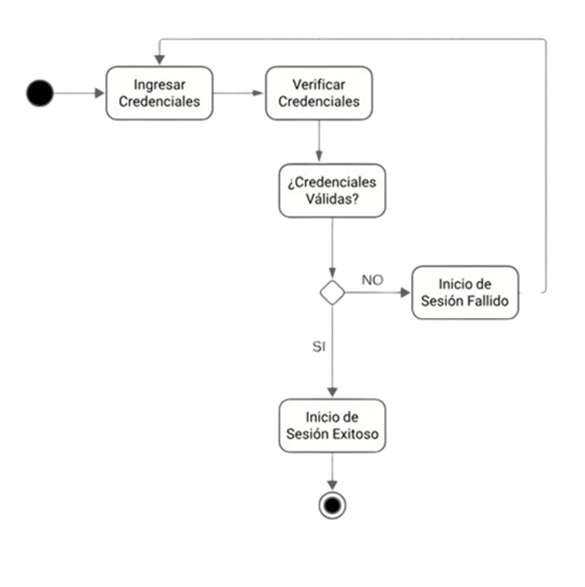 Ingresar
Credenciales
Verificar
Credenciales
¿Credenciales
Válidas?
NO
Inicio de
Sesión Fallido
SI
Inicio de
Sesión Exitoso